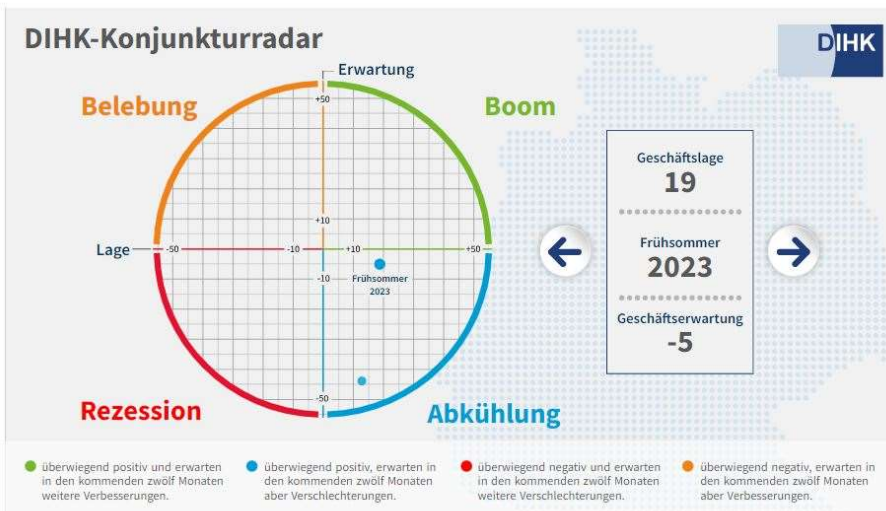 DIHK-Konjunkturradar
DIHK
Erwartung
+50
Belebung
Boom
Geschäftslage
19
+10
Lage
-50
-10
+10
+50
Frühsommer
2023
-10
Frühsommer
2023
Geschäftserwartung
-5
-50
Rezession
Abkühlung
überwiegend positiv und erwarten
in den kommenden zwölf Monaten
weitere Verbesserungen.
überwiegend positiv, erwarten in
den kommenden zwölf Monaten
aber Verschlechterungen.
überwiegend negativ und erwarten
in den kommenden zwölf Monaten
weitere Verschlechterungen.
überwiegend negativ, erwarten in
den kommenden zwölf Monaten
aber Verbesserungen.